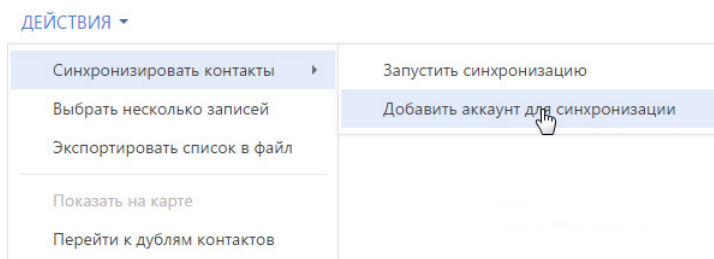 ДЕЙСТВИЯ
Синхронизировать контакты
Запустить синхронизацию
Выбрать несколько записей
Добавить аккаунт для синхронизации
Экспортировать список в файл
Показать на карте
Перейти к дублям контактов